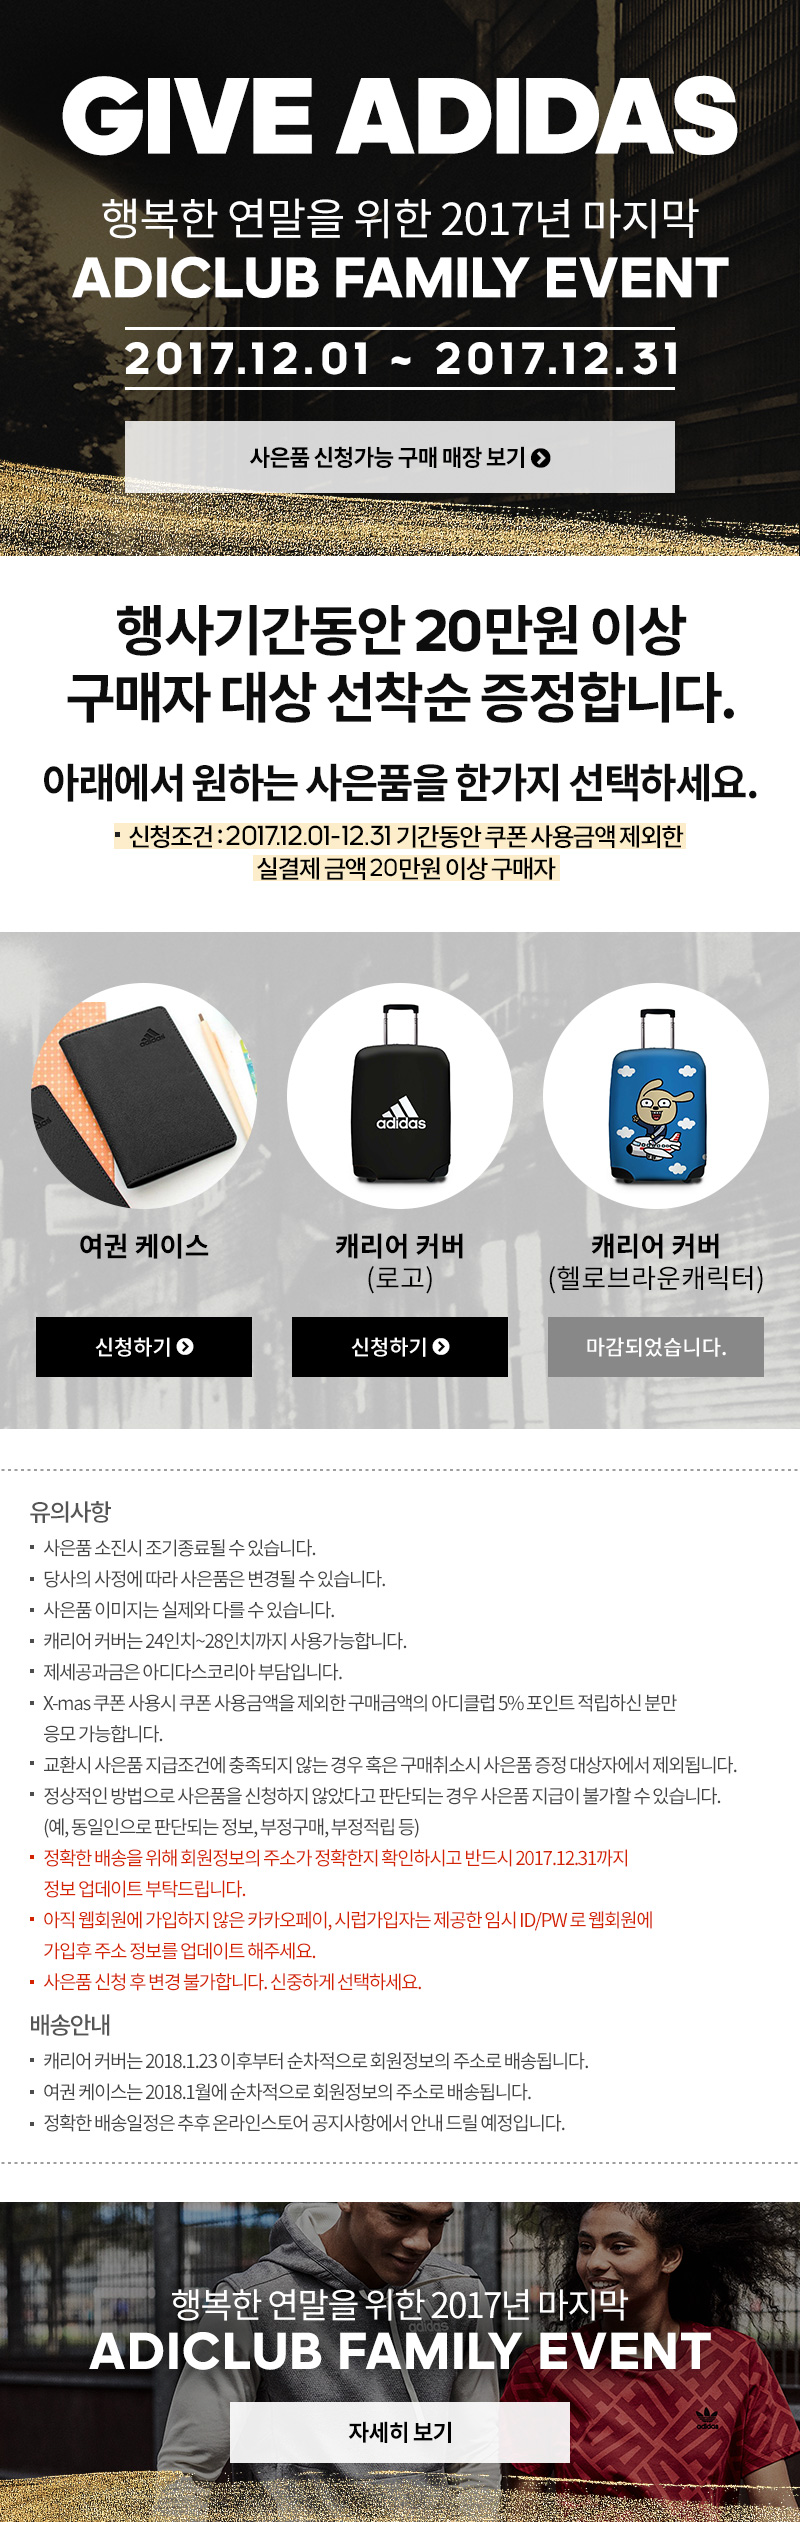 GIVE ADIDAS
행복한 연말을 위한 2017년 마지막
ADICLUB FAMILY EVENT
2017.12.01 ~ 2017.12.31
사은품 신청가능 구매 매장 보기
행사기간동안 20만원 이상
구매자 대상 선착순 증정합니다.
아래에서 원하는 사은품을 한가지 선택하세요.
신청조건 : 2017.12.01-12.31 기간동안 쿠폰 사용금액 제외한
실결제 금액 20만원 이상 구매자
adidas
adidas
adidas
여권 케이스
캐리어 커버
(로고)
캐리어 커버
(헬로브라운캐릭터)
신청하기
신청하기
마감되었습니다.
유의사항
사은품 소진시 조기종료될 수 있습니다.
당사의 사정에 따라 사은품은 변경될 수 있습니다.
사은품 이미지는 실제와 다를 수 있습니다.
캐리어 커버는 24인치~28인치까지 사용가능합니다.
제세공과금은 아디다스코리아 부담입니다.
X-mas 쿠폰 사용시 쿠폰 사용금액을 제외한 구매금액의 아디클럽 5% 포인트 적립하신 분만
응모 가능합니다.
교환시 사은품 지급조건에 충족되지 않는 경우 혹은 구매취소시 사은품 증정 대상자에서 제외됩니다.
정상적인 방법으로 사은품을 신청하지 않았다고 판단되는 경우 사은품 지급이 불가할 수 있습니다.
(예, 동일인으로 판단되는 정보, 부정구매, 부정적립 등)
정확한 배송을 위해 회원정보의 주소가 정확한지 확인하시고 반드시 2017.12.31까지
정보 업데이트 부탁드립니다.
아직 웹회원에 가입하지 않은 카카오페이, 시럽가입자는 제공한 임시 ID/PW 로 웹회원에
가입후 주소 정보를 업데이트 해주세요.
사은품 신청 후 변경 불가합니다. 신중하게 선택하세요.
배송안내
캐리어 커버는 2018.1.23 이후부터 순차적으로 회원정보의 주소로 배송됩니다.
여권 케이스는 2018.1월에 순차적으로 회원정보의 주소로 배송됩니다.
정확한 배송일정은 추후 온라인스토어 공지사항에서 안내 드릴 예정입니다.
행복한 연말을 위한 2017년 마지막
adidas
ADICLUB FAMILY EVENT
자세히 보기
adidas